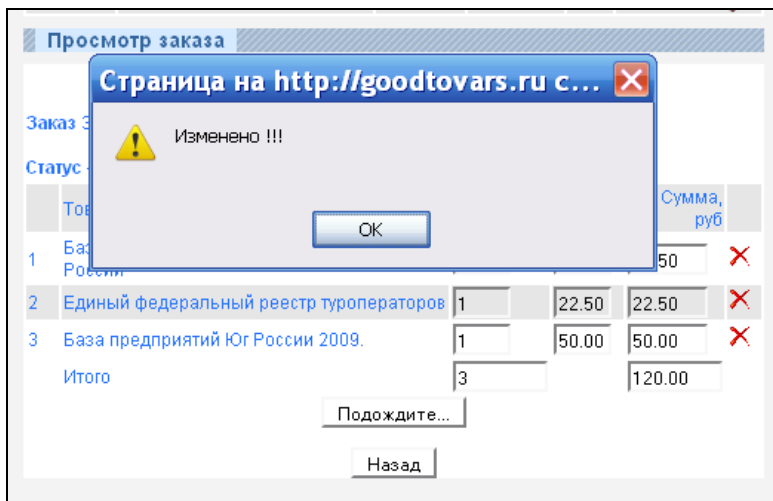 Просмотр заказа
Страница на http://goodtovars.ru с...
Заказ
Изменено !!!
Статус -
Сумма,
руб
OK
1
России
50
2 Единый федеральный реестр туроператоров 1 22.50 22.50
3 База предприятий Юг России 2009. 1 50.00 50.00
Итого 3 120.00
Подождите...
Назад